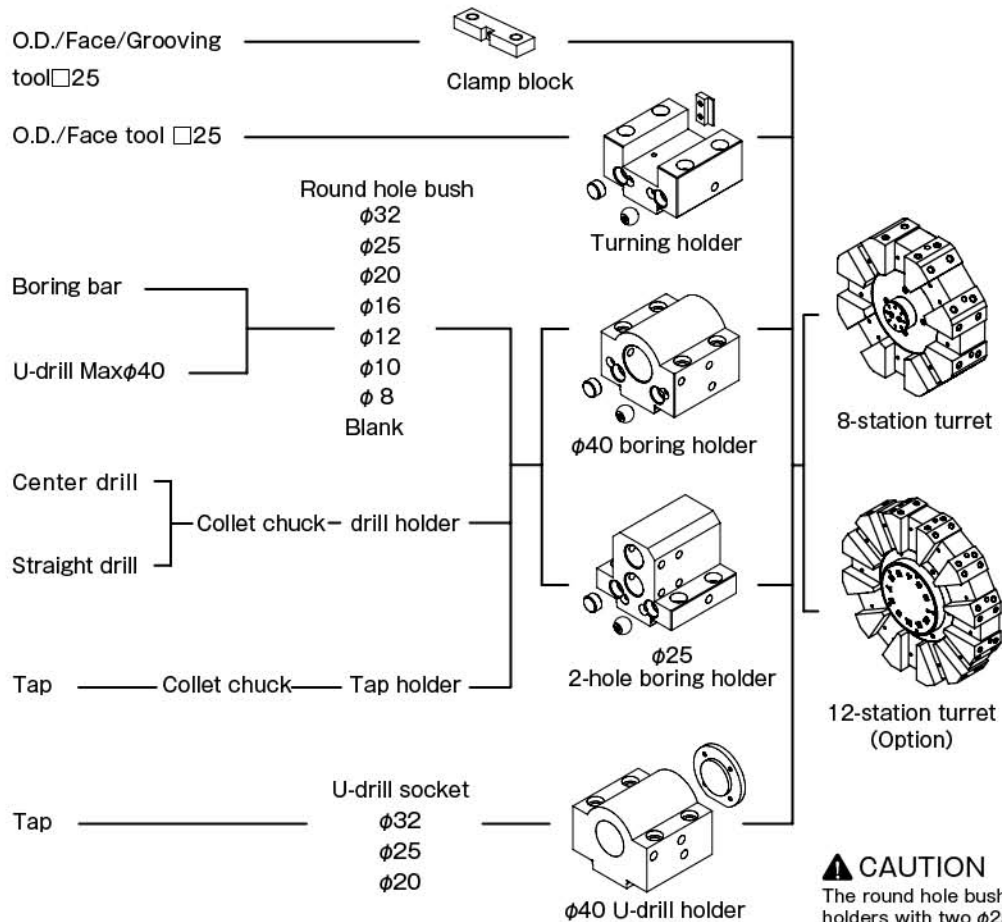 O.D./Face/Grooving
tool□25
Clamp block
O.D./Face tool □25
Turning holder
Round hole bush
φ32
φ25
φ20
φ16
φ12
φ10
φ 8
Blank
Boring bar
U-drill Maxφ40
φ40 boring holder
8-station turret
Center drill
Straight drill
Collet chuck
drill holder
φ25
2-hole boring holder
Tap
Collet chuck
Tap holder
12-station turret
(Option)
Tap
U-drill socket
φ32
φ25
φ20
φ40 U-drill holder
CAUTION
The round hole bush
holders with two